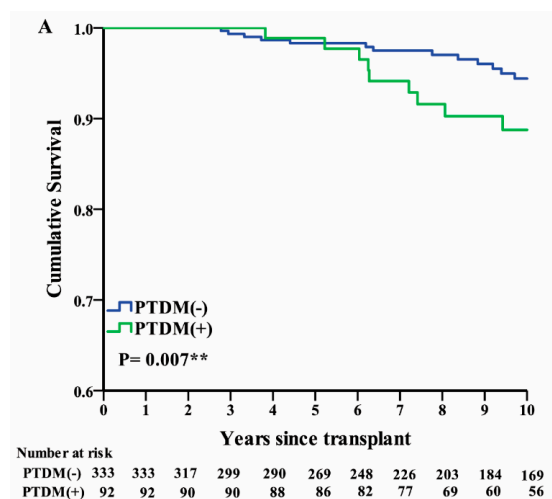 A
1.0
0.9
0.8
0.7
0.6
Cumulative Survival
PTDM(-)
PTDM(+)
P= 0.007**
0 1 2 3 4 5 6 7 8 9 10
Years since transplant
Number at risk
PTDM(-) 333 333 317 299 290 269 248 226 203 184 169
PTDM(+) 92 92 90 90 88 86 82 77 69 60 56